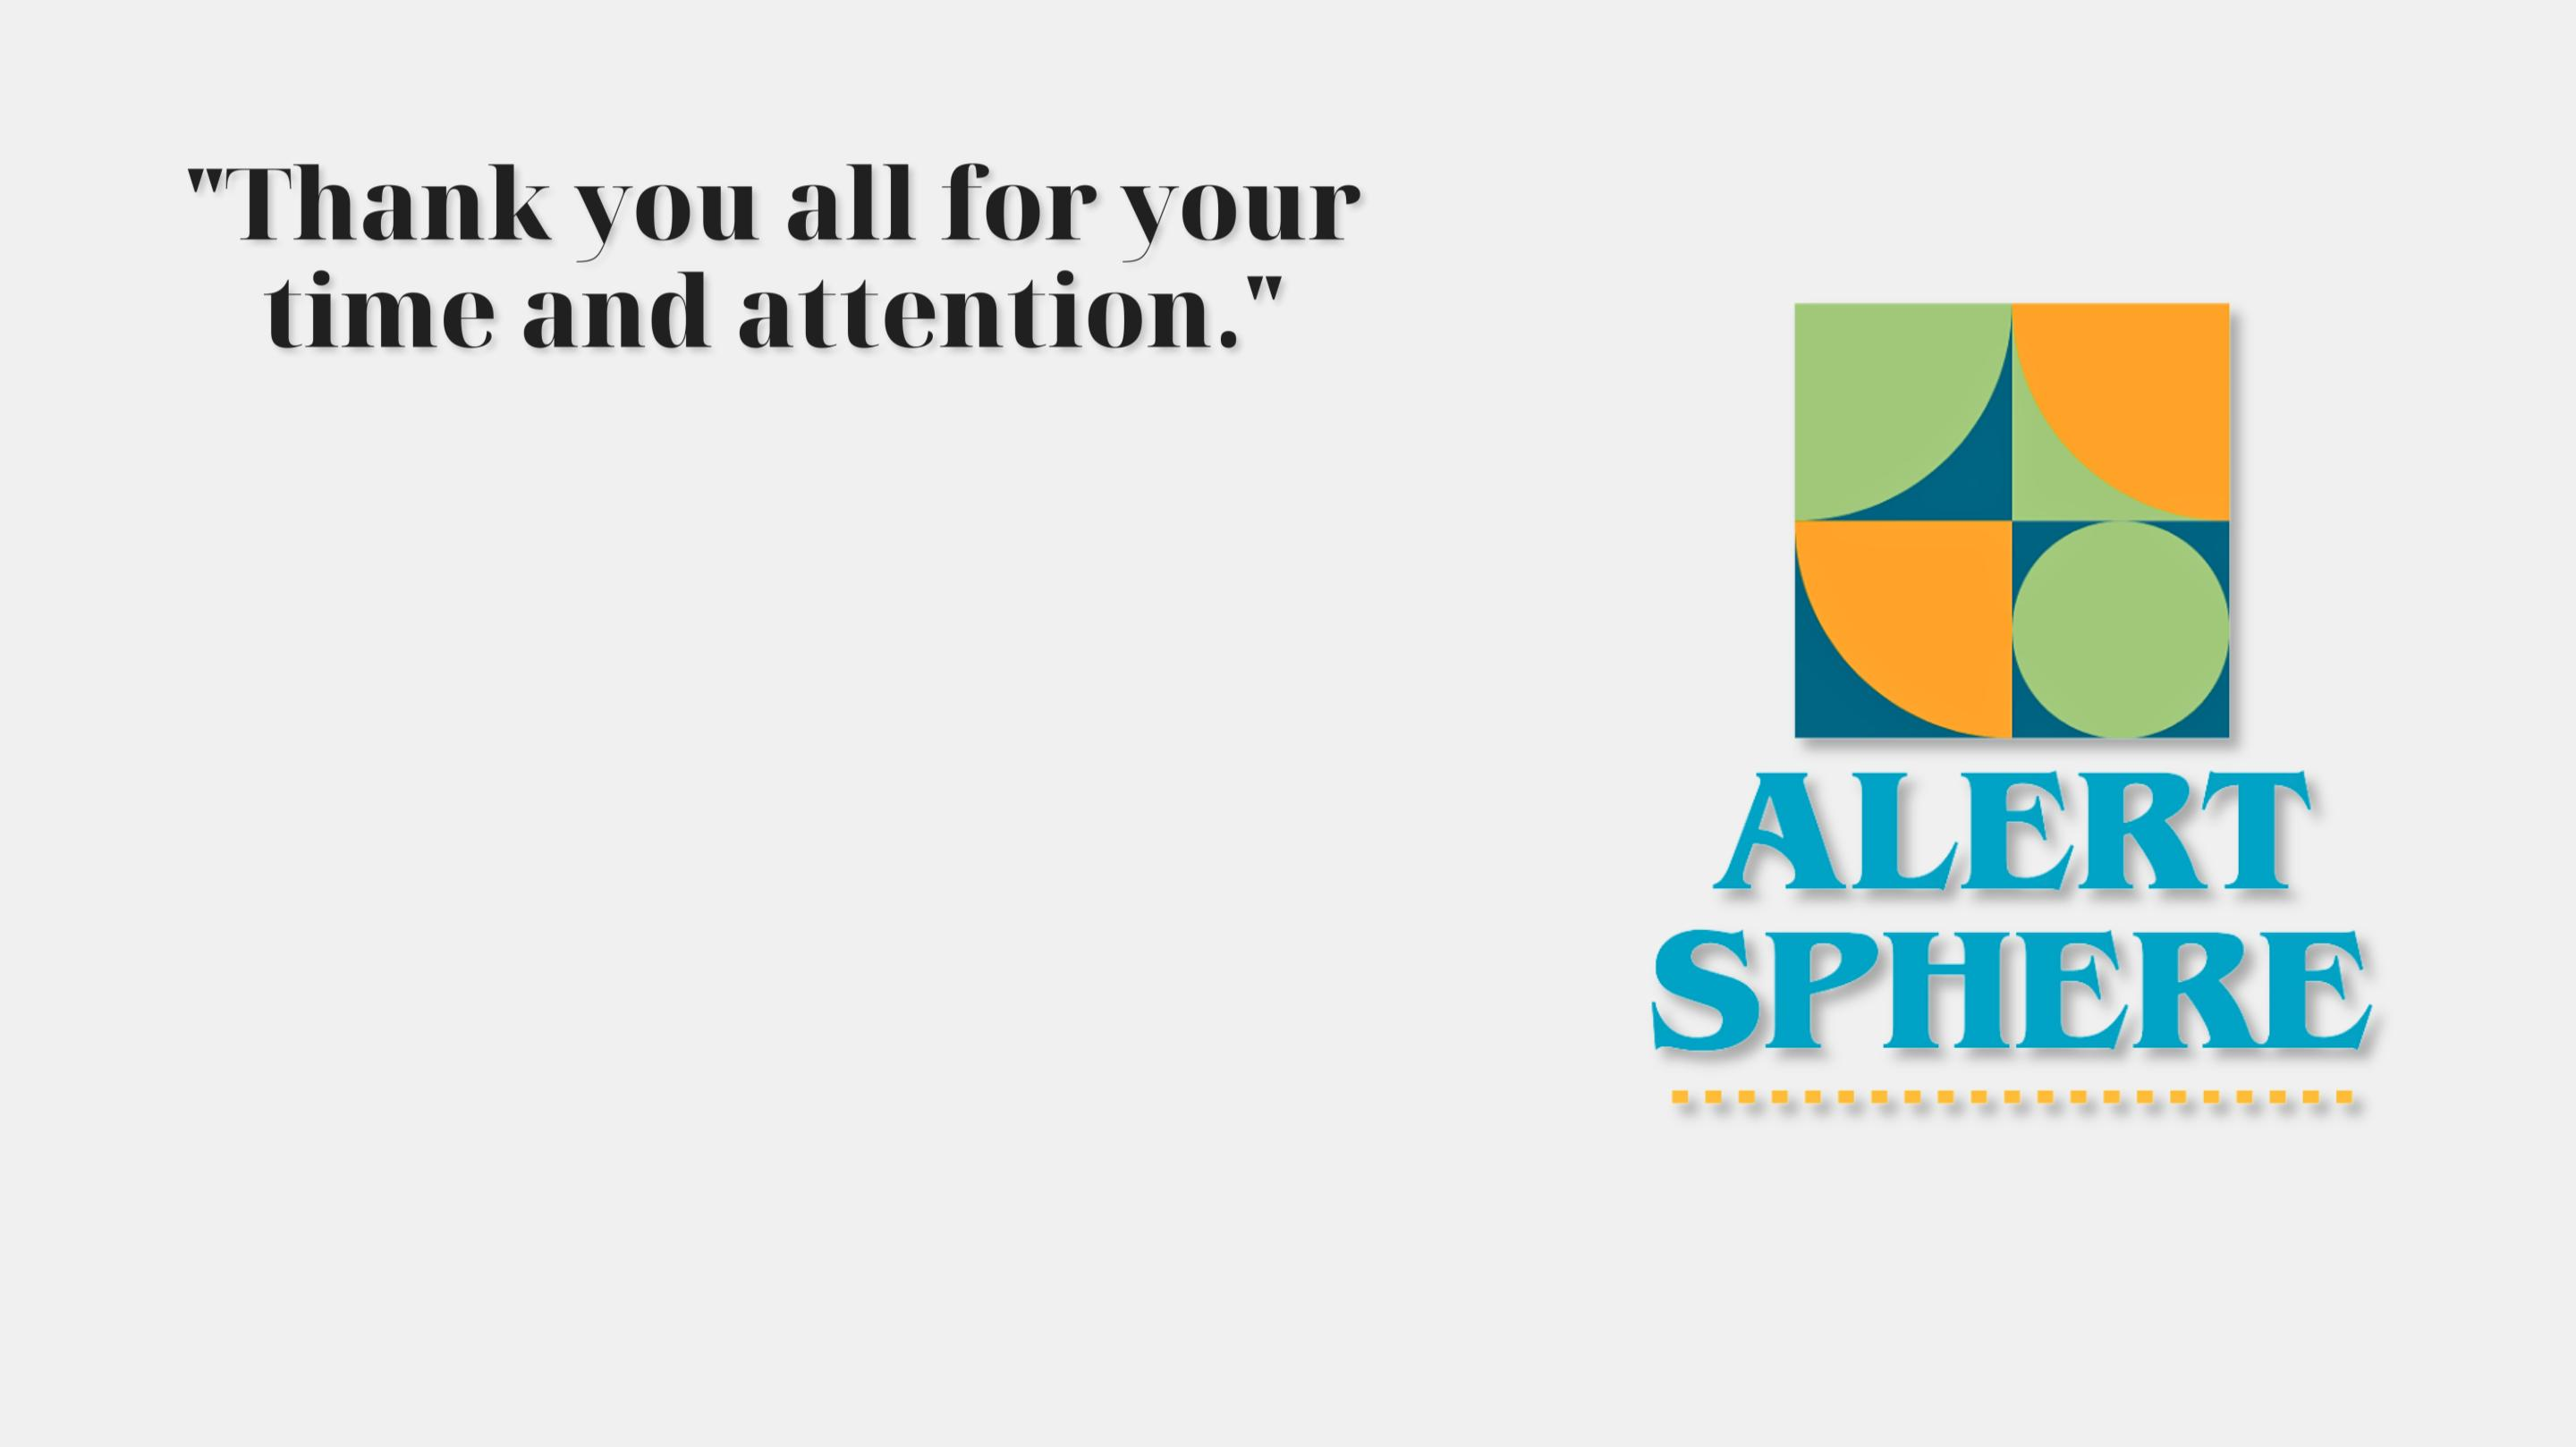 "Thank you all for your
time and attention."
ALERT
SPHERE